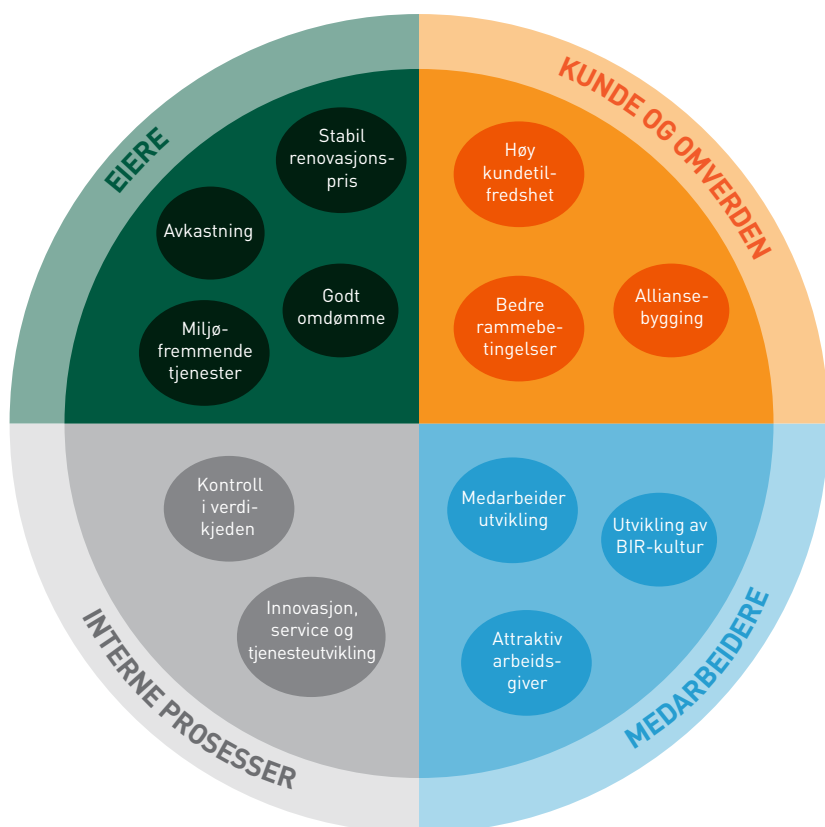 EIERE
Stabil
renovasjons-
pris
Avkastning
Godt
omdømme
Miljø-
fremmende
tjenester
KUNDE OG OMVERDEN
Høy
kundetil-
fredshet
Bedre
rammebe-
tingelser
Allianse-
bygging
INTERNE PROSESSER
Kontroll
i verdi-
kjeden
Innovasjon,
service og
tjenesteutvikling
MEDARBEIDERE
Medarbeider
utvikling
Utvikling av
BIR-kultur
Attraktiv
arbeids-
giver